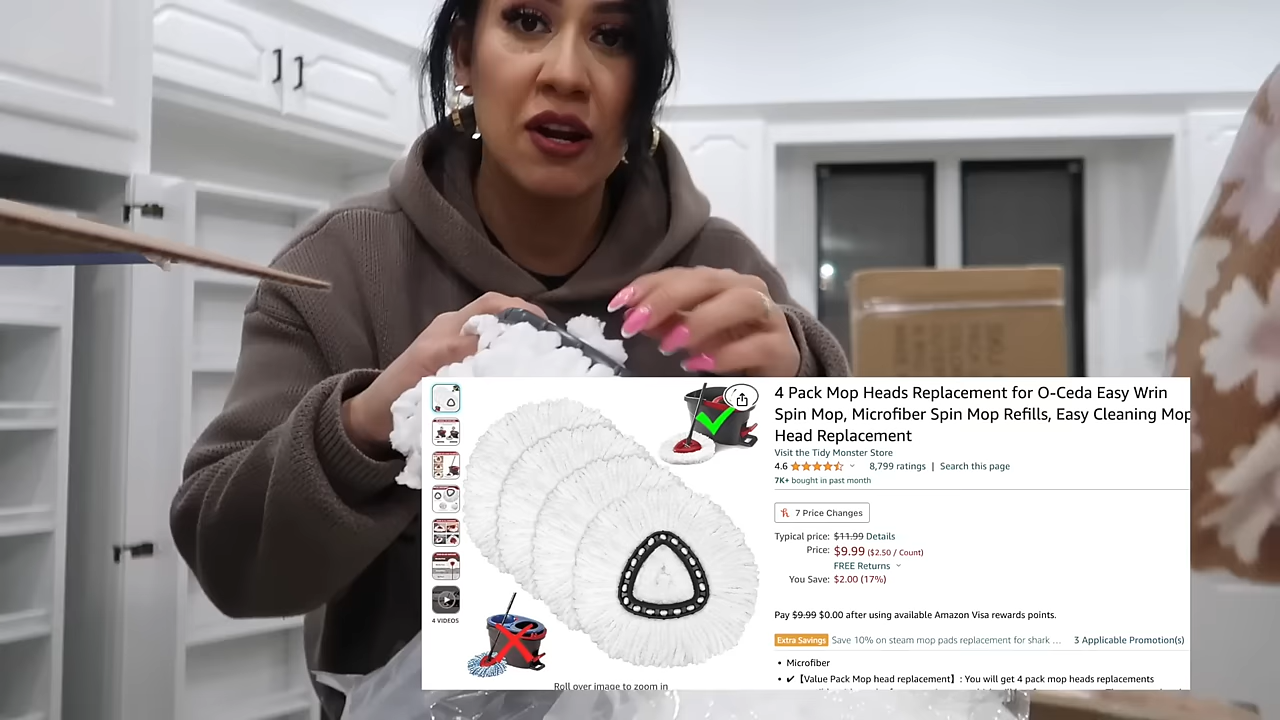 4 Pack Mop Heads Replacement for O-Ceda Easy Wrin
Spin Mop, Microfiber Spin Mop Refills, Easy Cleaning Mop
Head Replacement
Visit the Tidy Monster Store
4.6 8,799 ratings | Search this page
7K+ bought in past month
7 Price Changes
Typical price: $11.99 Details
Price: $9.99 ($2.50 / Count)
FREE Returns
You Save: $2.00 (17%)
Pay $9.99 $0.00 after using available Amazon Visa rewards points.
Extra Savings Save 10% on steam mop pads replacement for shark … 3 Applicable Promotion(s)
• Microfiber
• ✔【Value Pack Mop head replacement】: You will get 4 pack mop heads replacements
4 VIDEOS
Roll over image to zoom in